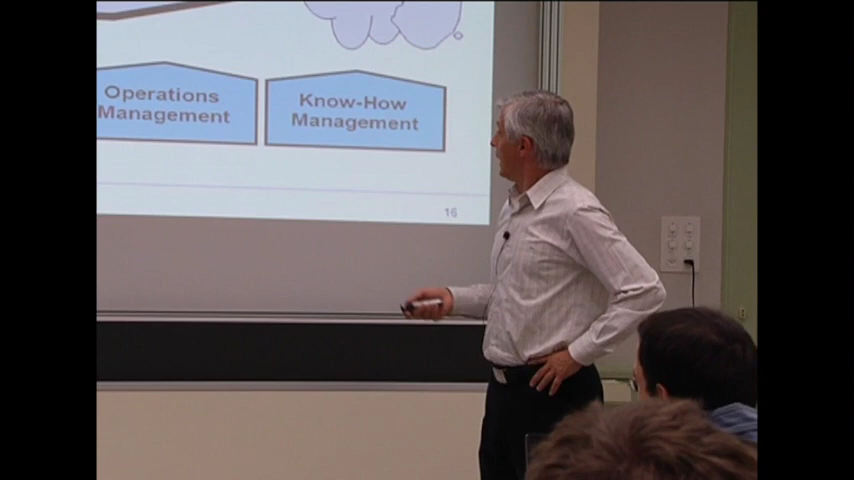 Operations
Management
Know-How
Management
16